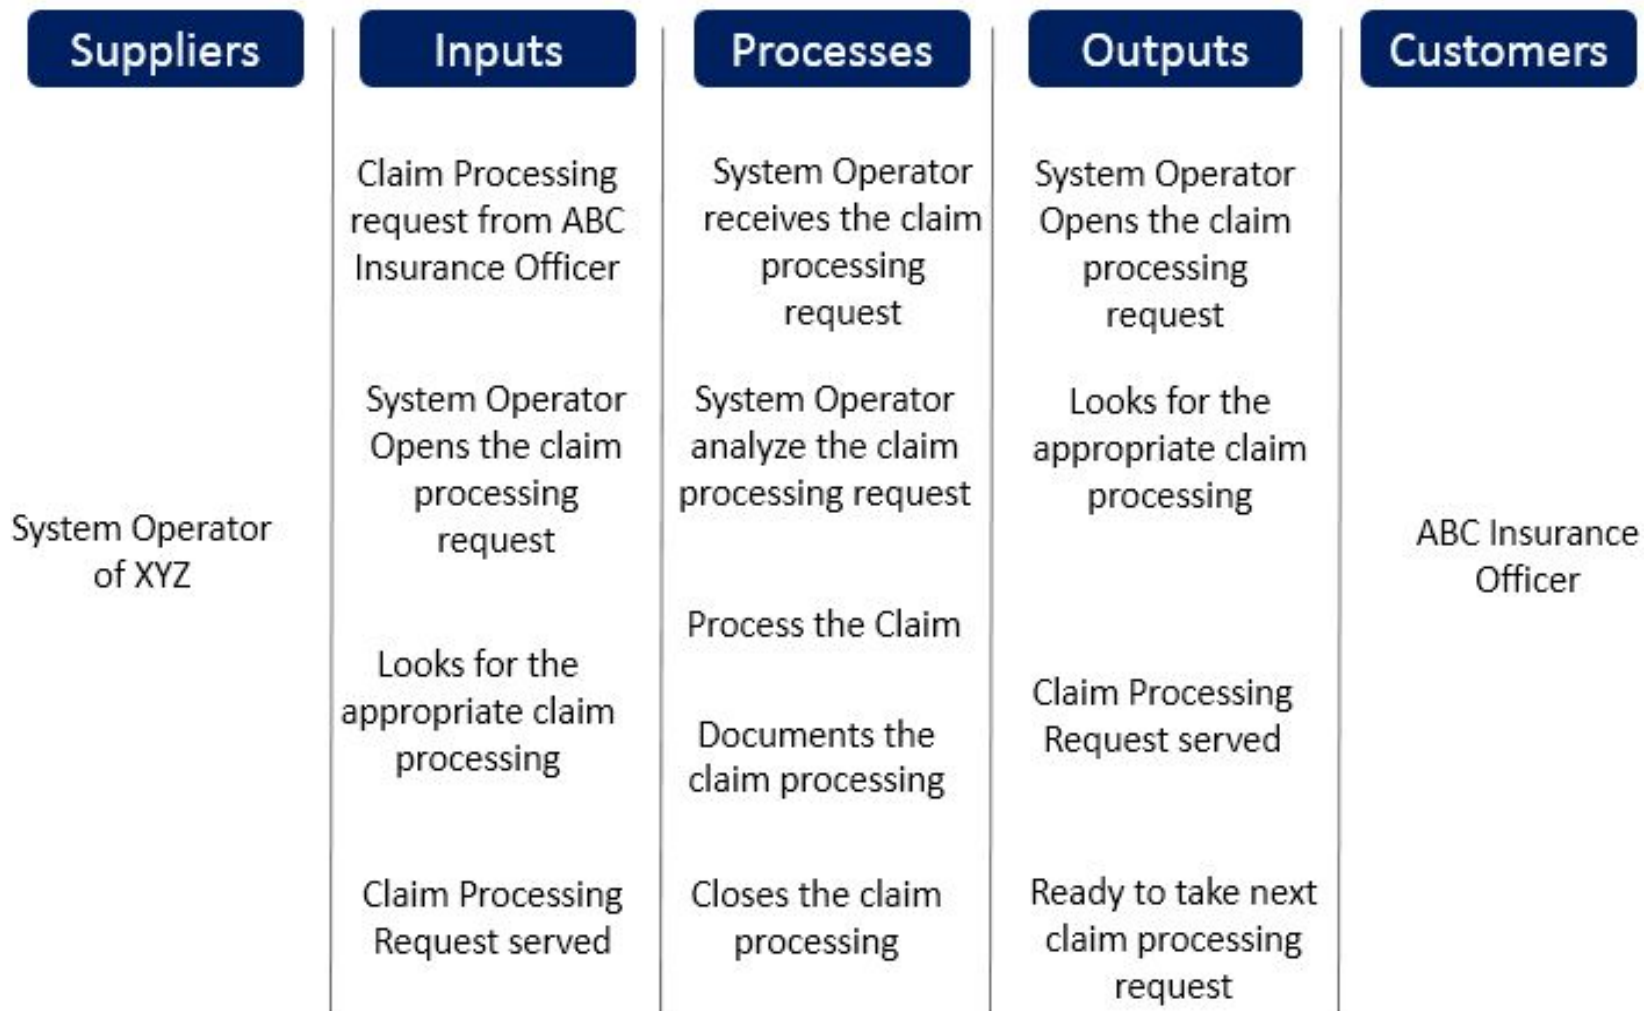 Suppliers
Inputs
Processes
Outputs
Customers
System Operator
of XYZ
Claim Processing
request from ABC
Insurance Officer
System Operator
Opens the claim
processing
request
Looks for the
appropriate claim
processing
Claim Processing
Request served
System Operator
receives the claim
processing
request
System Operator
analyze the claim
processing request
Process the Claim
Documents the
claim processing
Closes the claim
processing
System Operator
Opens the claim
processing
request
Looks for the
appropriate claim
processing
Claim Processing
Request served
Ready to take next
claim processing
request
ABC Insurance
Officer